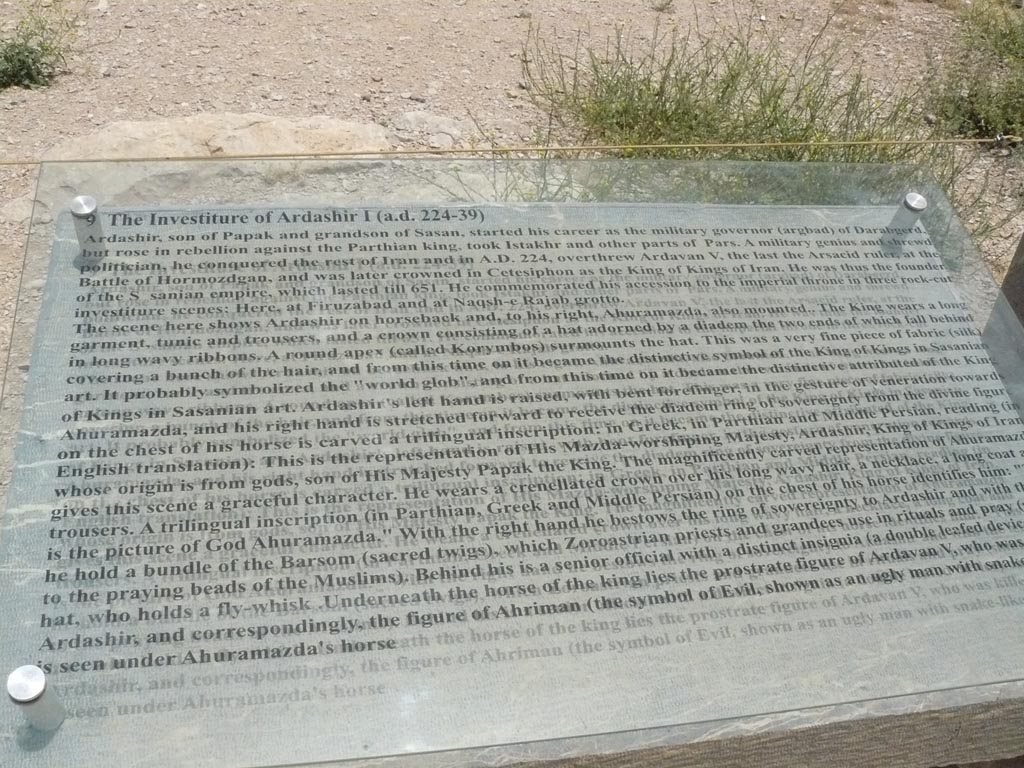 9 The Investiture of Ardashir I (a.d. 224-39)
Ardashir, son of Papak and grandson of Sasan, started his career as the military governor (argbad) of Darabgerd,
but rose in rebellion against the Parthian king, took Istakhr and other parts of Pars. A military genius and shrewd
politician, he conquered the rest of Iran and in A.D. 224, overthrew Ardavan V, the last the Arsacid ruler, at the
Battle of Hormozdgan, and was later crowned in Cetesiphon as the King of Kings of Iran. He was thus the founder
of the S sanian empire, which lasted till 651. He commemorated his accession to the imperial throne in three rock-cut
investiture scenes: Here, at Firuzabad and at Naqsh-e Rajab grotto.
The scene here shows Ardashir on horseback and, to his right, Ahuramazda, also mounted.. The King wears a long
garment, tunic and trousers, and a crown consisting of a hat adorned by a diadem the two ends of which fall behind
in long wavy ribbons. A round apex (called Korymbos) surmounts the hat. This was a very fine piece of fabric (silk)
covering a bunch of the hair, and from this time on it became the distinctive symbol of the King of Kings in Sasanian
art. It probably symbolized the "world glob", and from this time on it became the distinctive attributed of the King
of Kings in Sasanian art. Ardashir's left hand is raised, with bent forefinger, in the gesture of veneration toward
Ahuramazda, and his right hand is stretched forward to receive the diadem ring of sovereignty from the divine figure
on the chest of his horse is carved a trilingual inscription: in Greek, in Parthian and Middle Persian, reading (in
English translation): This is the representation of His Mazda-worshiping Majesty, Ardashir, King of Kings of Iran
whose origin is from gods, son of His Majesty Papak the King. The magnificently carved representation of Ahuramazda
gives this scene a graceful character. He wears a crenellated crown over his long wavy hair, a necklace, a long coat a
trousers. A trilingual inscription (in Parthian, Greek and Middle Persian) on the chest of his horse identifies him: "
is the picture of God Ahuramazda." With the right hand he bestows the ring of sovereignty to Ardashir and with th
he hold a bundle of the Barsom (sacred twigs), which Zoroastrian priests and grandees use in rituals and pray (
to the praying beads of the Muslims). Behind his is a senior official with a distinct insignia (a double leafed devic
hat, who holds a fly-whisk .Underneath the horse of the king lies the prostrate figure of Ardavan V, who was
Ardashir, and correspondingly, the figure of Ahriman (the symbol of Evil, shown as an ugly man with snake
is seen under Ahuramazda's horse